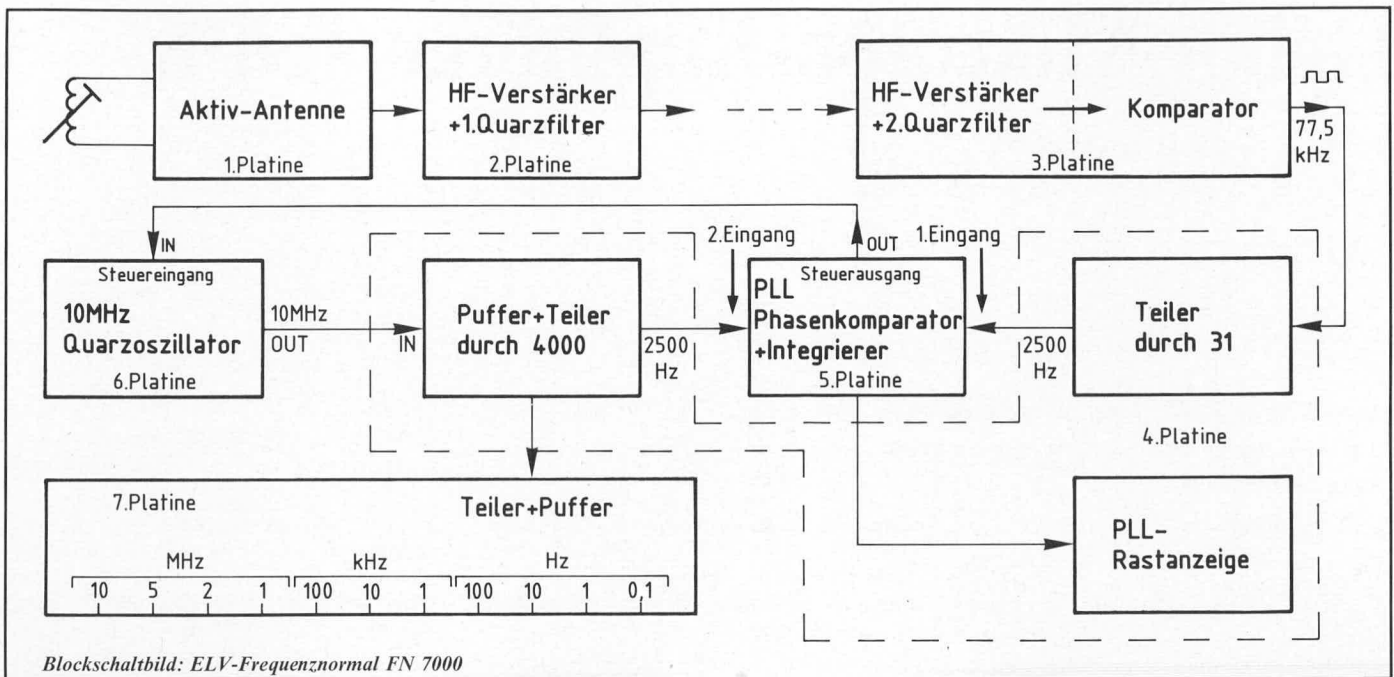 Aktiv-Antenne
1.Platine
HF-Verstärker
+1.Quarzfilter
2.Platine
HF-Verstärker
+2.Quarzfilter
Komparator
3.Platine
77,5
kHz
IN
Steuereingang
10MHz
Quarzoszillator
6.Platine
10MHz
OUT
IN
Puffer+Teiler
durch 4000
2500
Hz
2.Eingang
OUT
1.Eingang
Steuerausgang
PLL
Phasenkomparator
+Integrierer
5.Platine
2500
Hz
Teiler
durch 31
4.Platine
PLL-
Rastanzeige
7.Platine
Teiler+Puffer
MHz kHz Hz
10 5 2 1 100 10 1 100 10 1 0,1
Blockschaltbild: ELV-Frequenznormal FN 7000